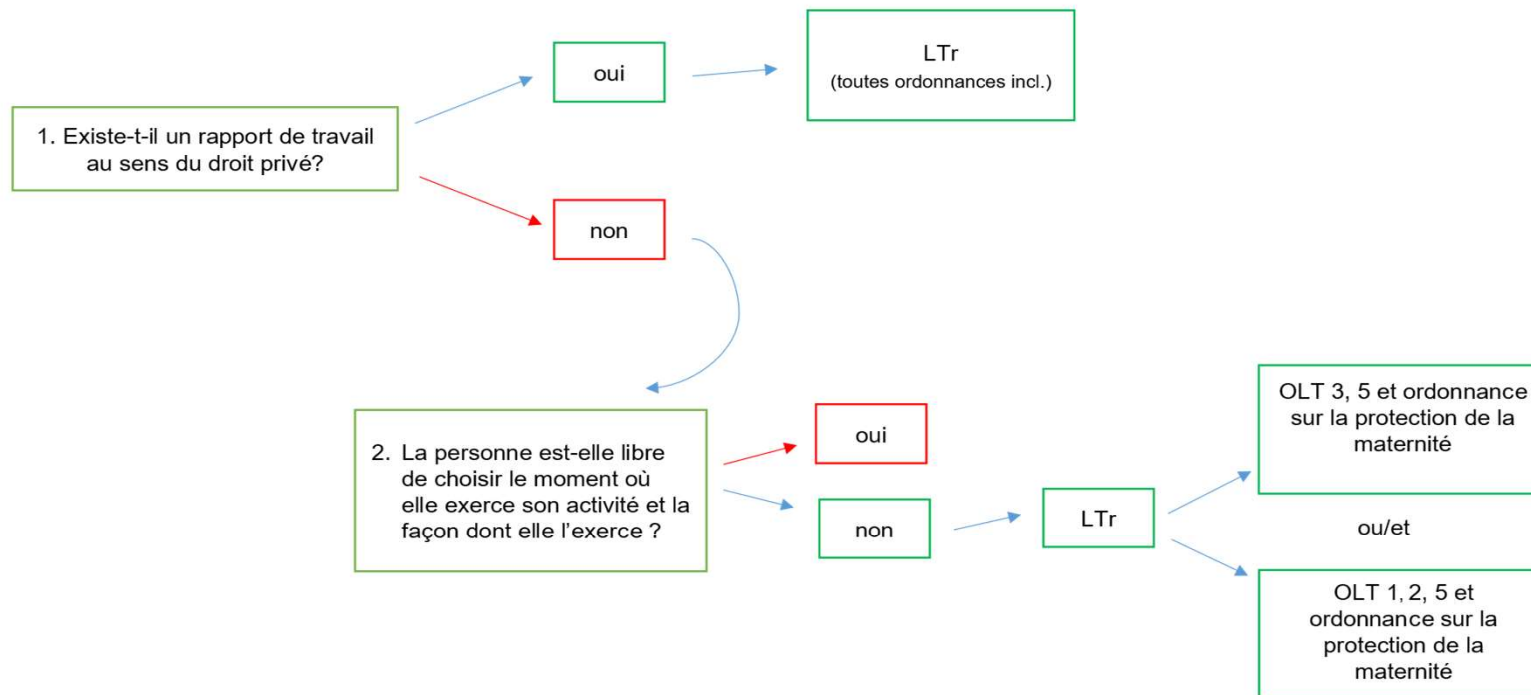 oui
LTr
(toutes ordonnances incl.)
1. Existe-t-il un rapport de travail
au sens du droit privé?
non
2. La personne est-elle libre
de choisir le moment où
elle exerce son activité et la
façon dont elle l’exerce ?
oui
non
LTr
OLT 3, 5 et ordonnance
sur la protection de la
maternité
ou/et
OLT 1, 2, 5 et
ordonnance sur la
protection de la
maternité